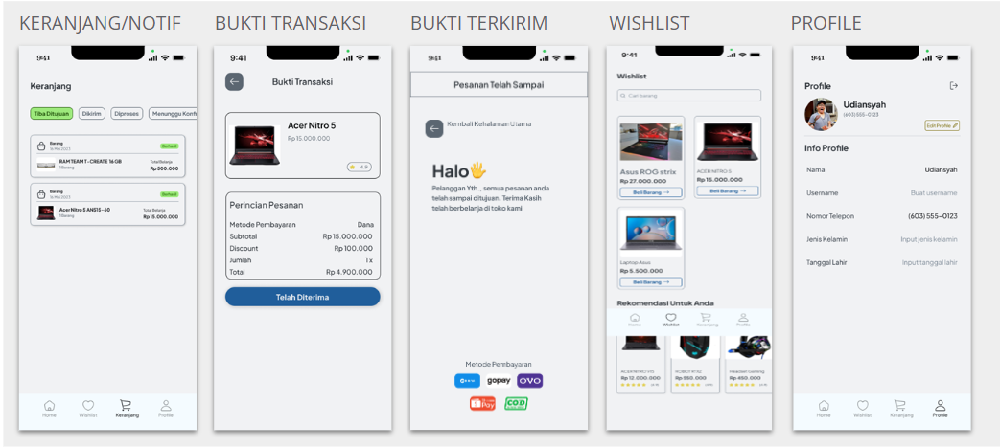 KERANJANG/NOTIF
BUKTI TRANSAKSI
BUKTI TERKIRIM
WISHLIST
PROFILE
9:41
Keranjang
Tiba Ditujuan
Dikirim
Diproses
Menunggu Konf
Barang
16 Mei 2023
Berhasil
RAM TEAM T-CREATE 16 GB
1 Barang
Total Belanja
Rp 800.000
Barang
16 Mei 2023
Berhasil
Acer Nitro 5 AN515-60
1 Barang
Total Belanja
Rp 15.000.000
Home
Wishlist
Keranjang
Profile
9:41
Bukti Transaksi
Acer Nitro 5
Rp 15.000.000
4.9
Perincian Pesanan
Metode Pembayaran Dana
Subtotal Rp 15.000.000
Discount Rp 100.000
Jumlah 1 x
Total Rp 4.900.000
Telah Diterima
9:41
Pesanan Telah Sampai
Kembali Kehalaman Utama
Halo🖐
Pelanggan Yth., semua pesanan anda
telah sampai ditujuan. Terima Kasih
telah berbelanja di toko kami
Metode Pembayaran
gopay
OVO
Pay
COD
9:41
Wishlist
Cari barang
Asus ROG strix
Rp 27.000.000
Beli Barang →
ACER NITRO 5
Rp 15.000.000
Beli Barang →
Laptop Asus
Rp 5.500.000
Beli Barang →
Rekomendasi Untuk Anda
Home
Wishlist
Keranjang
Profile
Rp 12.000.000
Rp 550.000
Headset Gaming
Rp 450.000
9:41
Profile
Udiansyah
(603) 555-0123
Edit Profile
Info Profile
Nama Udiansyah
Username Buat username
Nomor Telepon (603) 555-0123
Jenis Kelamin Input jenis kelamin
Tanggal Lahir Input tanggal lahir
Home
Wishlist
Keranjang
Profile